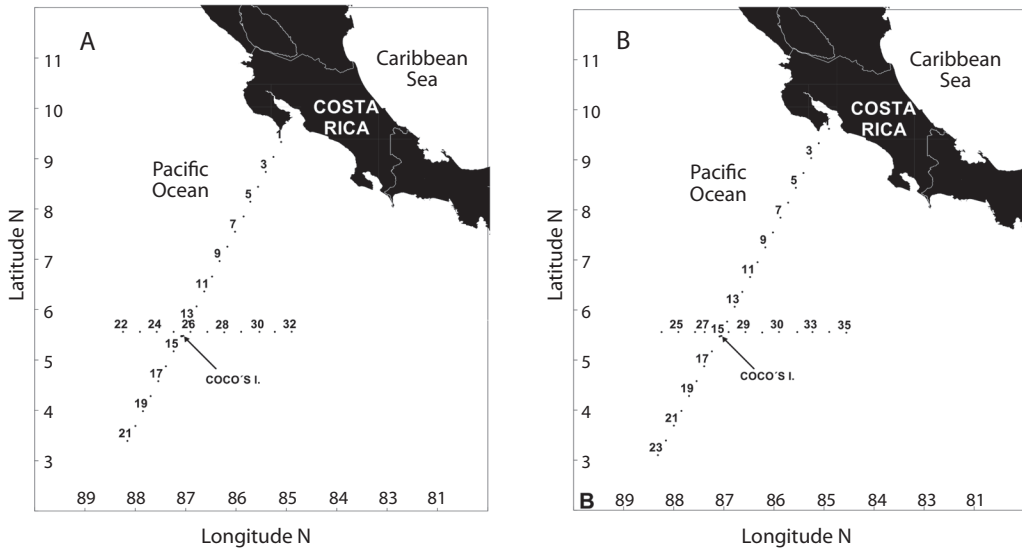 A
Caribbean
Sea
COSTA
RICA
Pacific
Ocean
Latitude N
11
10
9
8
7
6
5
4
3
3
5
7
9
11
13
22 24 26 28 30 32
15
COCO´S I.
17
19
21
89 88 87 86 85 84 83 82 81
Longitude N
B
Caribbean
Sea
COSTA
RICA
Pacific
Ocean
Latitude N
11
10
9
8
7
6
5
4
3
3
5
7
9
11
13
25 27 15 29 30 33 35
17
COCO´S I.
19
21
23
B 89 88 87 86 85 84 83 81
Longitude N